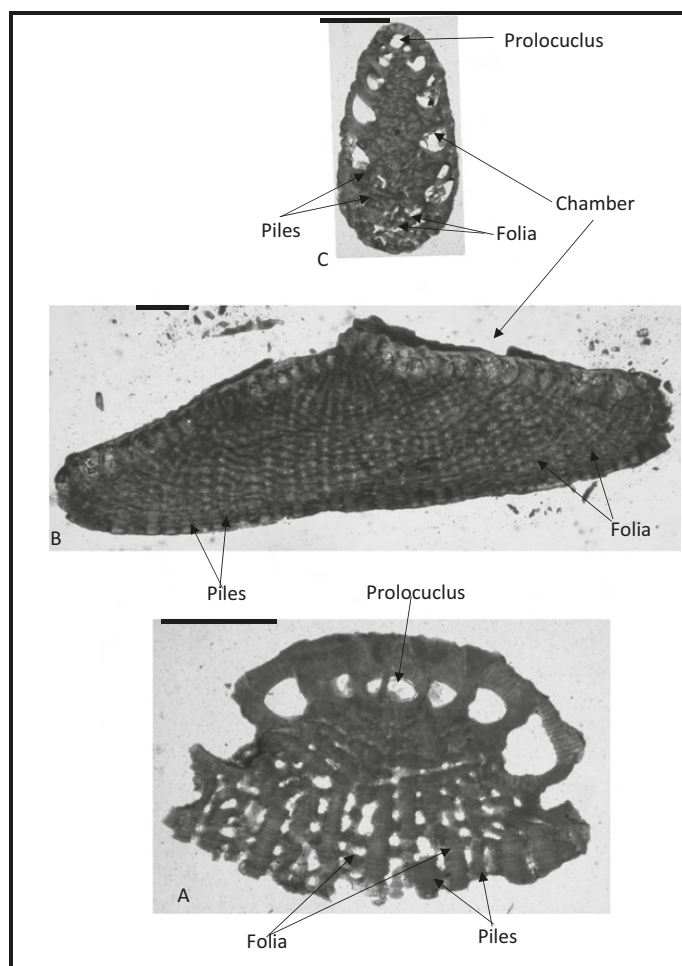 Prolocuclus
Chamber
Piles
Folia
C
Folia
B
Piles
Prolocuclus
A
Folia
Piles